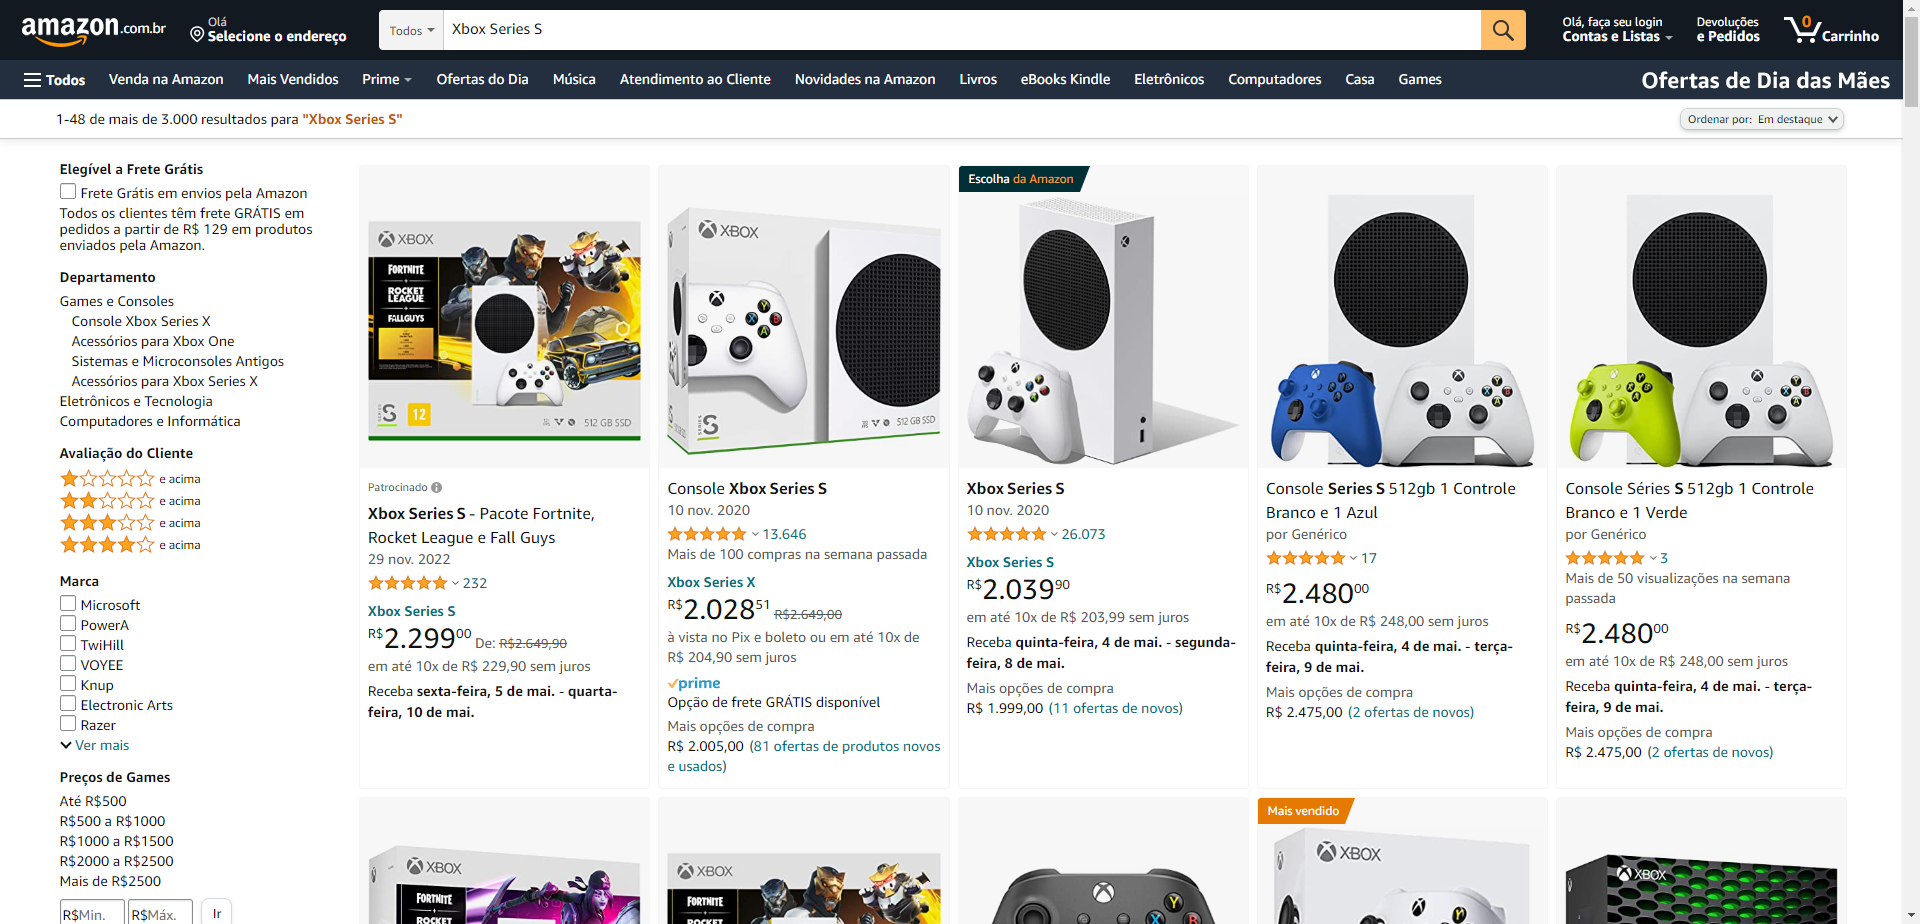 amazon.com.br
Olá
Selecione o endereço
Todos
Xbox Series S
Olá, faça seu login
Contas e Listas
Devoluções
e Pedidos
0
Carrinho
Todos
Venda na Amazon
Mais Vendidos
Prime
Ofertas do Dia
Música
Atendimento ao Cliente
Novidades na Amazon
Livros
eBooks Kindle
Eletrônicos
Computadores
Casa
Games
Ofertas de Dia das Mães
1-48 de mais de 3.000 resultados para "Xbox Series S"
Ordenar por: Em destaque
Elegível a Frete Grátis
Frete Grátis em envios pela Amazon
Todos os clientes têm frete GRÁTIS em
pedidos a partir de R$ 129 em produtos
enviados pela Amazon.
Departamento
Games e Consoles
Console Xbox Series X
Acessórios para Xbox One
Sistemas e Microconsoles Antigos
Acessórios para Xbox Series X
Eletrônicos e Tecnologia
Computadores e Informática
Avaliação do Cliente
e acima
e acima
e acima
e acima
Marca
Microsoft
PowerA
TwiHill
VOYEE
Knup
Electronic Arts
Razer
Ver mais
Preços de Games
Até R$500
R$500 a R$1000
R$1000 a R$1500
R$2000 a R$2500
Mais de R$2500
R$Min.
R$Máx.
Ir
XBOX
FORTNITE
+
ROCKET
LEAGUE
+
FALLGUYS
SERIES
S
12
512 GB SSD
Patrocinado
Xbox Series S - Pacote Fortnite,
Rocket League e Fall Guys
29 nov. 2022
232
Xbox Series S
R$2.29900 De: R$2.649,90
em até 10x de R$ 229,90 sem juros
Receba sexta-feira, 5 de mai. - quarta-
feira, 10 de mai.
XBOX
Y
X
B
A
SERIES
S
512 GB SSD
Console Xbox Series S
10 nov. 2020
13.646
Mais de 100 compras na semana passada
Xbox Series X
R$2.02851 R$2.649,00
à vista no Pix e boleto ou em até 10x de
R$ 204,90 sem juros
prime
Opção de frete GRÁTIS disponível
Mais opções de compra
R$ 2.005,00 (81 ofertas de produtos novos
e usados)
Escolha da Amazon
Xbox Series S
10 nov. 2020
26.073
Xbox Series S
R$2.03990
em até 10x de R$ 203,99 sem juros
Receba quinta-feira, 4 de mai. - segunda-
feira, 8 de mai.
Mais opções de compra
R$ 1.999,00 (11 ofertas de novos)
Console Series S 512gb 1 Controle
Branco e 1 Azul
por Genérico
17
R$2.48000
em até 10x de R$ 248,00 sem juros
Receba quinta-feira, 4 de mai. - terça-
feira, 9 de mai.
Mais opções de compra
R$ 2.475,00 (2 ofertas de novos)
Console Séries S 512gb 1 Controle
Branco e 1 Verde
por Genérico
3
Mais de 50 visualizações na semana
passada
R$2.48000
em até 10x de R$ 248,00 sem juros
Receba quinta-feira, 4 de mai. - terça-
feira, 9 de mai.
Mais opções de compra
R$ 2.475,00 (2 ofertas de novos)
XBOX
FORTNITE
+
ROCKET
XBOX
FORTNITE
+
ROCKET
Y
X
B
Mais vendido
XBOX
Y
XBOX